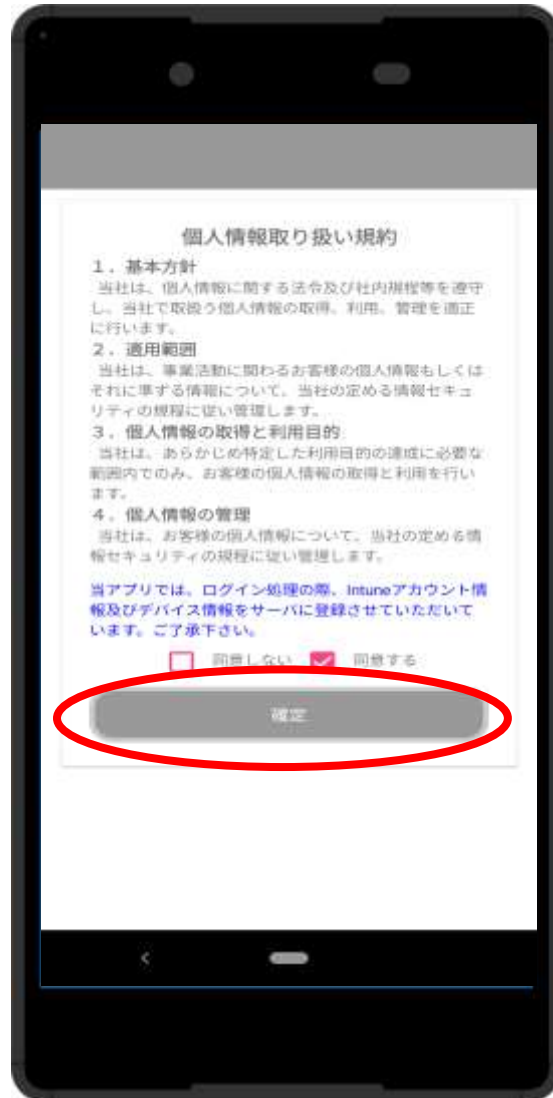 個人情報取り扱い規約
１．基本方針
当社は、個人情報に関する法令及び社内規程等を遵守
し、当社で取扱う個人情報の取得、利用、管理を適正
に行います。
２．適用範囲
当社は、事業活動に関わるお客様の個人情報もしくは
それに準ずる情報について、当社の定める情報セキュ
リティの規程に従い管理します。
３．個人情報の取得と利用目的
当社は、あらかじめ特定した利用目的の達成に必要な
範囲内でのみ、お客様の個人情報の取得と利用を行い
ます。
４．個人情報の管理
当社は、お客様の個人情報について、当社の定める情
報セキュリティの規程に従い管理します。
当アプリでは、ログイン処理の際、Intuneアカウント情
報及びデバイス情報をサーバに登録させていただいて
います。ご了承下さい。
同意しない 同意する
確定